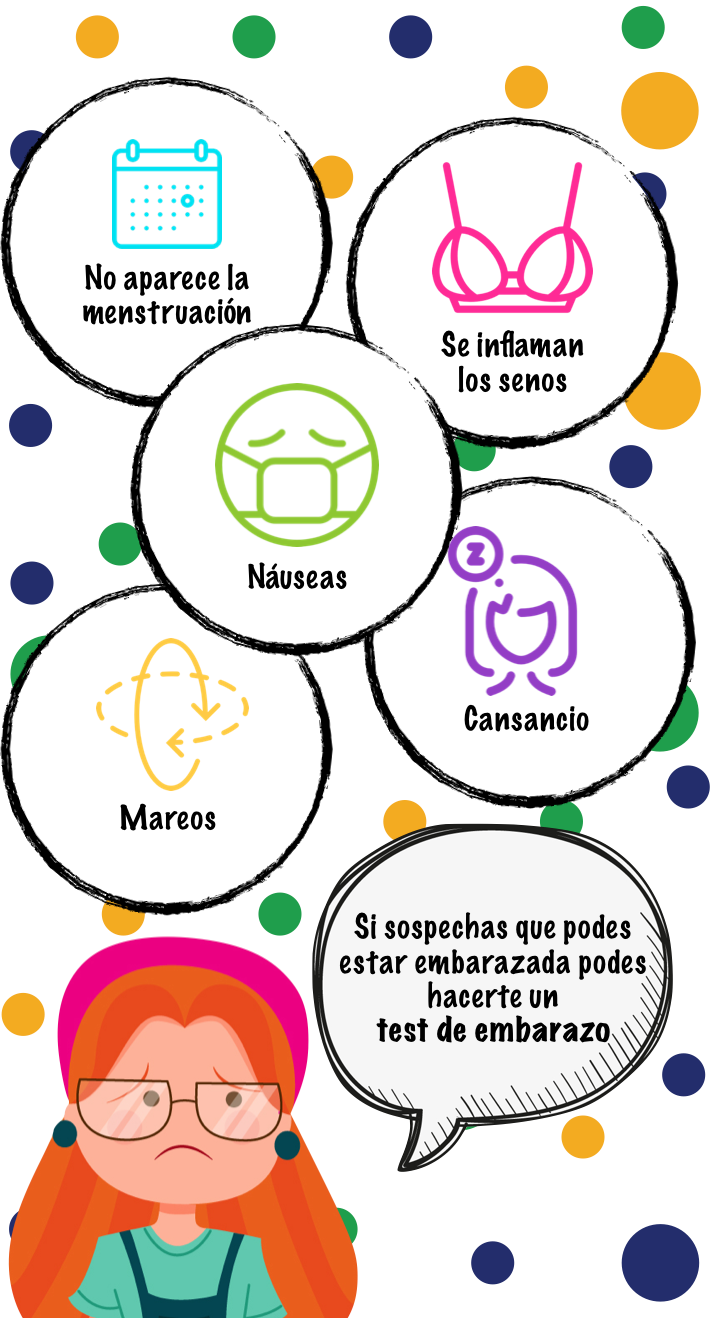 No aparece la
menstruación
Se inflaman
los senos
Náuseas
Z
Cansancio
Mareos
Si sospechas que podes
estar embarazada podes
hacerte un
test de embarazo